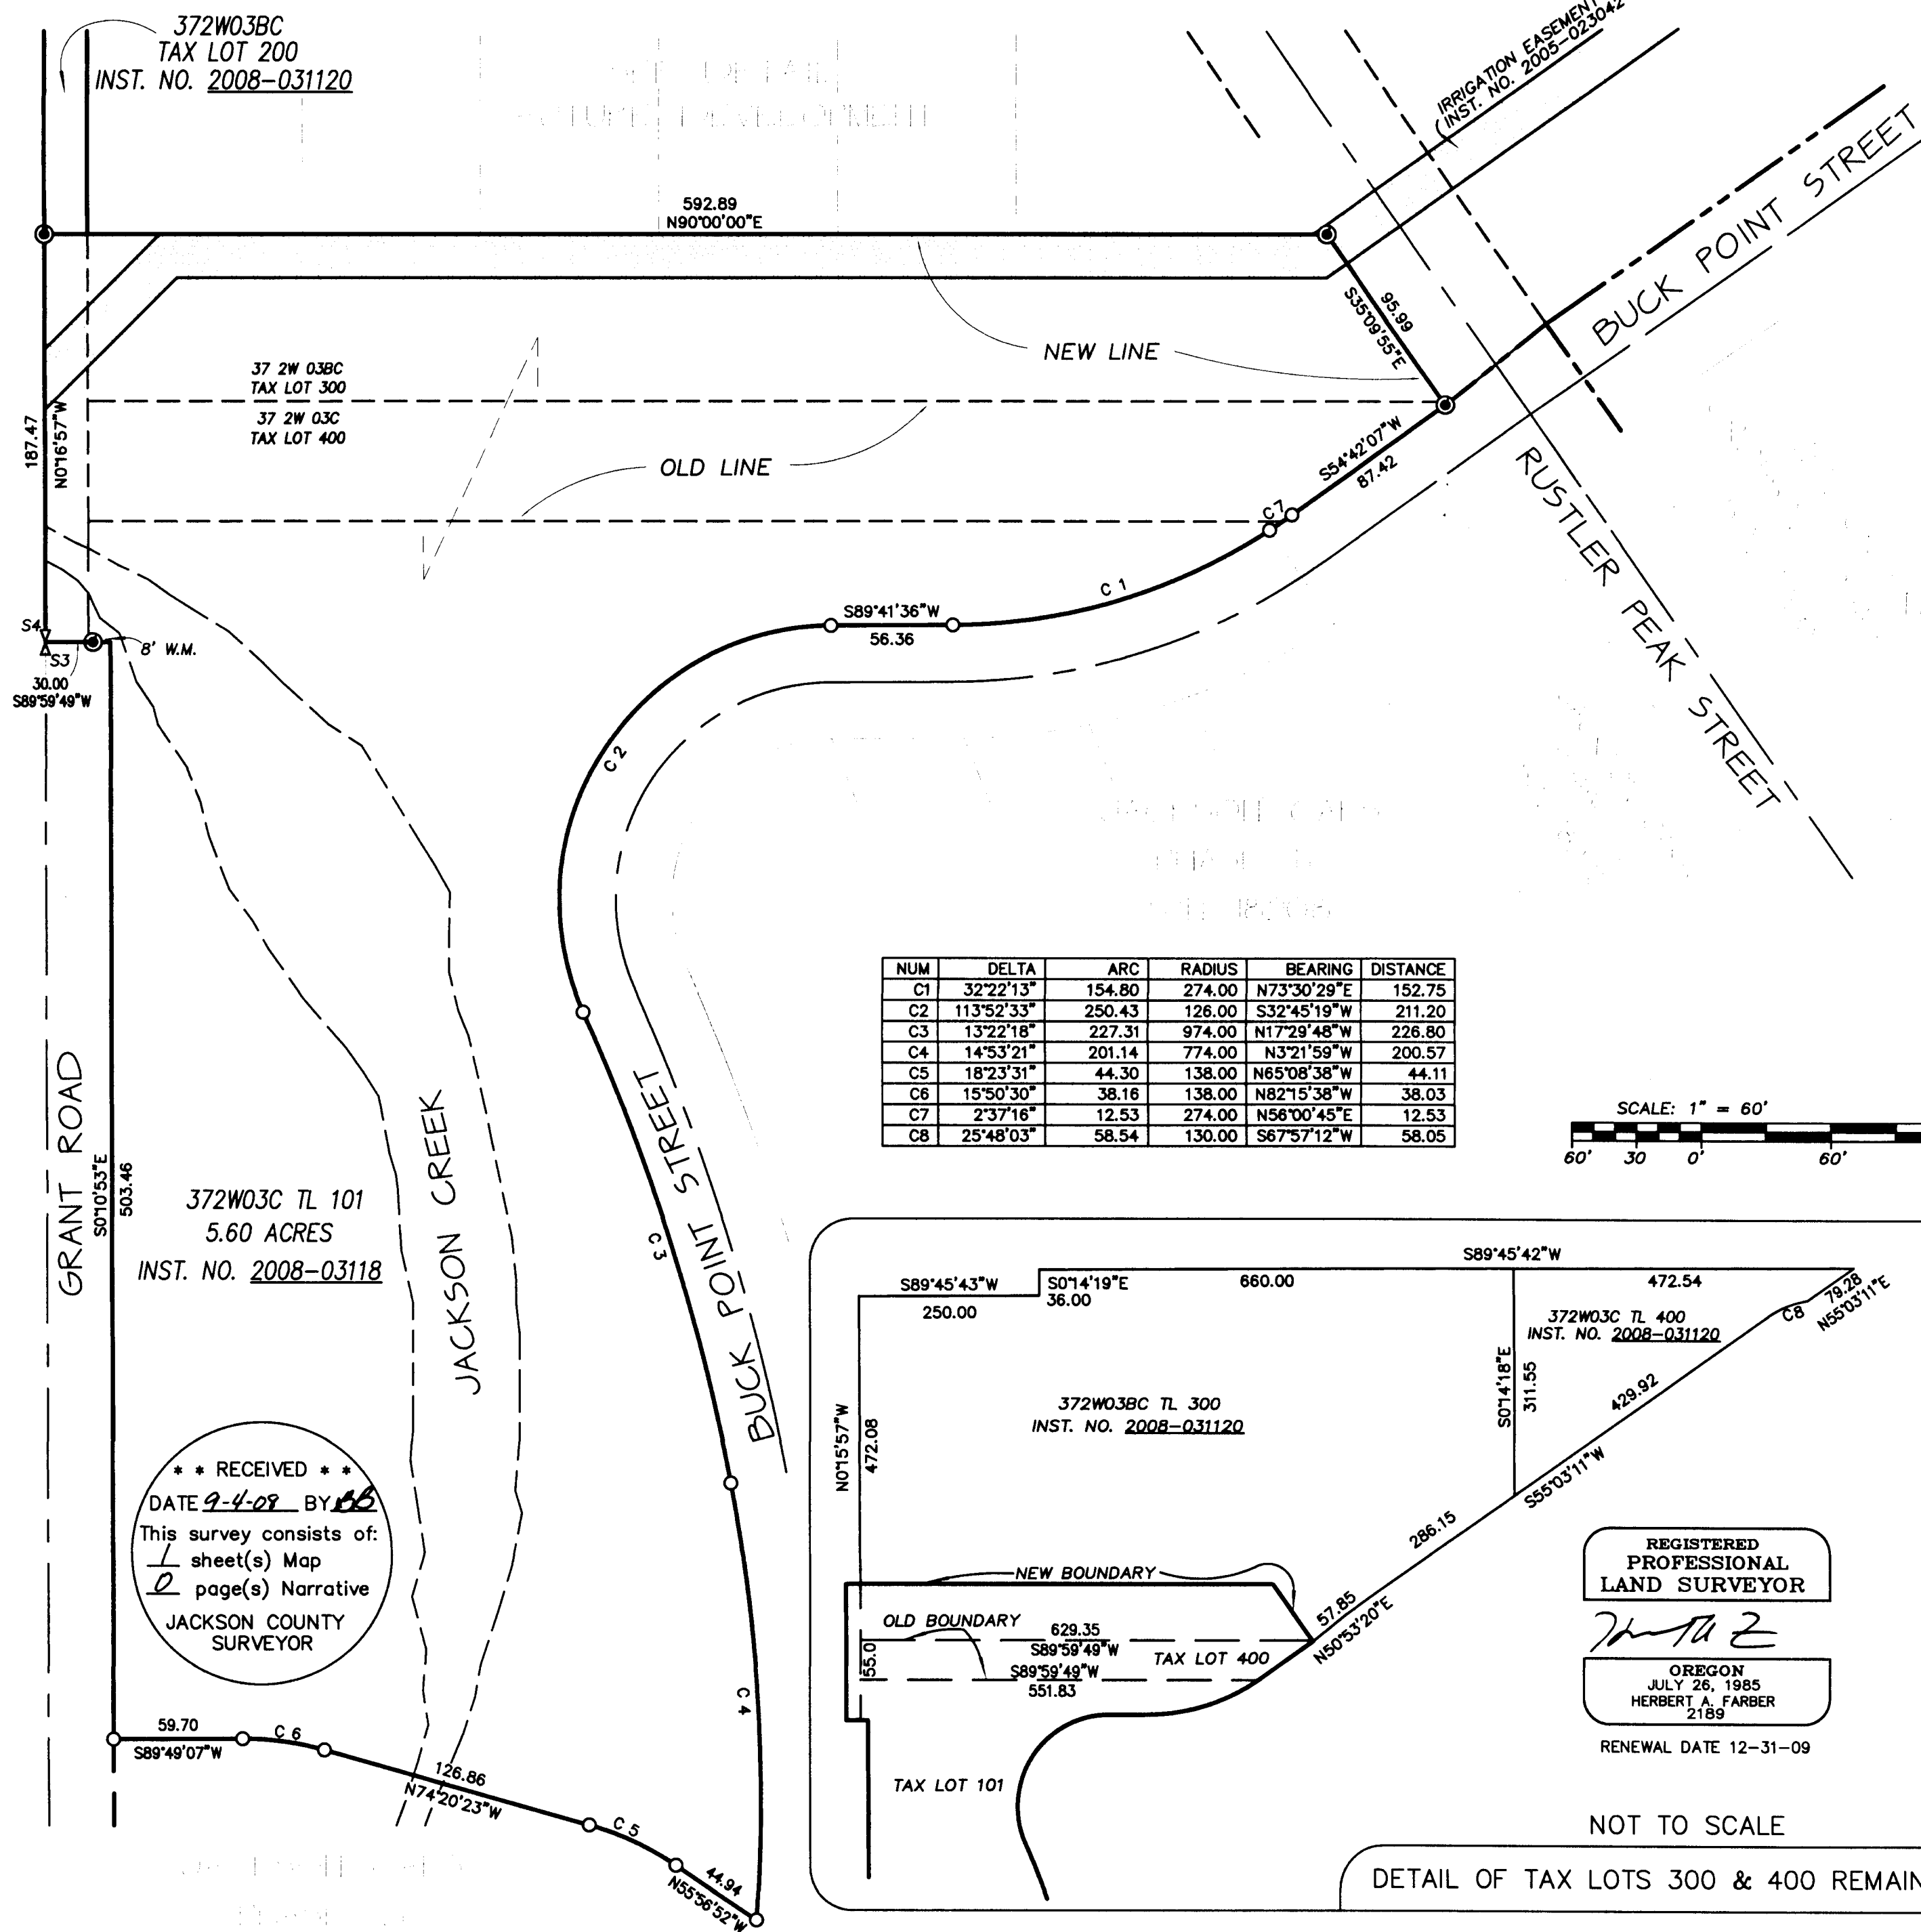 372W03BC
TAX LOT 200
INST. NO. 2008-031120
IRRIGATION EASEMENT
INST. NO. 2005-023042
BUCK POINT STREET
592.89
N90°00'00"E
95.99
S35°09'55"E
NEW LINE
37 2W 03BC
TAX LOT 300
37 2W 03C
TAX LOT 400
187.47
N0°16'57"W
OLD LINE
S54°42'07"W
87.42
C 7
C 1
RUSTLER PEAK STREET
S89°41'36"W
56.36
S4
S3
8' W.M.
30.00
S89°59'49"W
C 2
NUM DELTA ARC RADIUS BEARING DISTANCE
C1 32°22'13" 154.80 274.00 N73°30'29"E 152.75
C2 113°52'33" 250.43 126.00 S32°45'19"W 211.20
C3 13°22'18" 227.31 974.00 N17°29'48"W 226.80
C4 14°53'21" 201.14 774.00 N3°21'59"W 200.57
C5 18°23'31" 44.30 138.00 N65°08'38"W 44.11
C6 15°50'30" 38.16 138.00 N82°15'38"W 38.03
C7 2°37'16" 12.53 274.00 N56°00'45"E 12.53
C8 25°48'03" 58.54 130.00 S67°57'12"W 58.05
SCALE: 1" = 60'
60' 30 0' 60'
GRANT ROAD
S0°10'53"E
503.46
372W03C TL 101
5.60 ACRES
INST. NO. 2008-03118
JACKSON CREEK
C 3
BUCK POINT STREET
C 4
* * RECEIVED * *
DATE 9-4-08 BY BB
This survey consists of:
1 sheet(s) Map
0 page(s) Narrative
JACKSON COUNTY
SURVEYOR
59.70
S89°49'07"W
C 6
126.86
N74°20'23"W
C 5
44.94
N55°56'52"W
S89°45'42"W
S89°45'43"W
250.00
S0°14'19"E
36.00
660.00
472.54
79.28
N55°03'11"E
C8
372W03C TL 400
INST. NO. 2008-031120
S0°14'18"E
311.55
429.92
S55°03'11"W
372W03BC TL 300
INST. NO. 2008-031120
N0°15'57"W
472.08
286.15
NEW BOUNDARY
57.85
N50°53'20"E
OLD BOUNDARY
629.35
S89°59'49"W
55.0
TAX LOT 400
S89°59'49"W
551.83
TAX LOT 101
REGISTERED
PROFESSIONAL
LAND SURVEYOR
OREGON
JULY 26, 1985
HERBERT A. FARBER
2189
RENEWAL DATE 12-31-09
NOT TO SCALE
DETAIL OF TAX LOTS 300 & 400 REMAIN